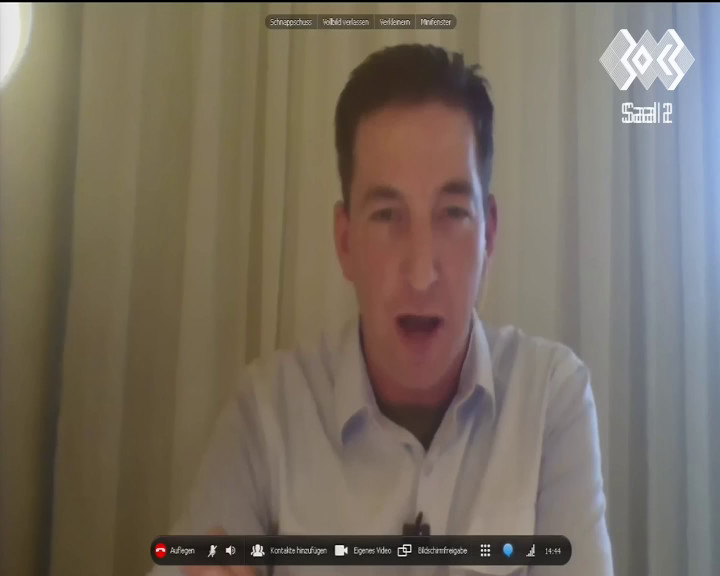 Schnappschuss Vollbild verlassen Verkleinern Minifenster
Saal 2
Auflegen Kontakte hinzufügen Eigenes Video Bildschirmfreigabe 14:44